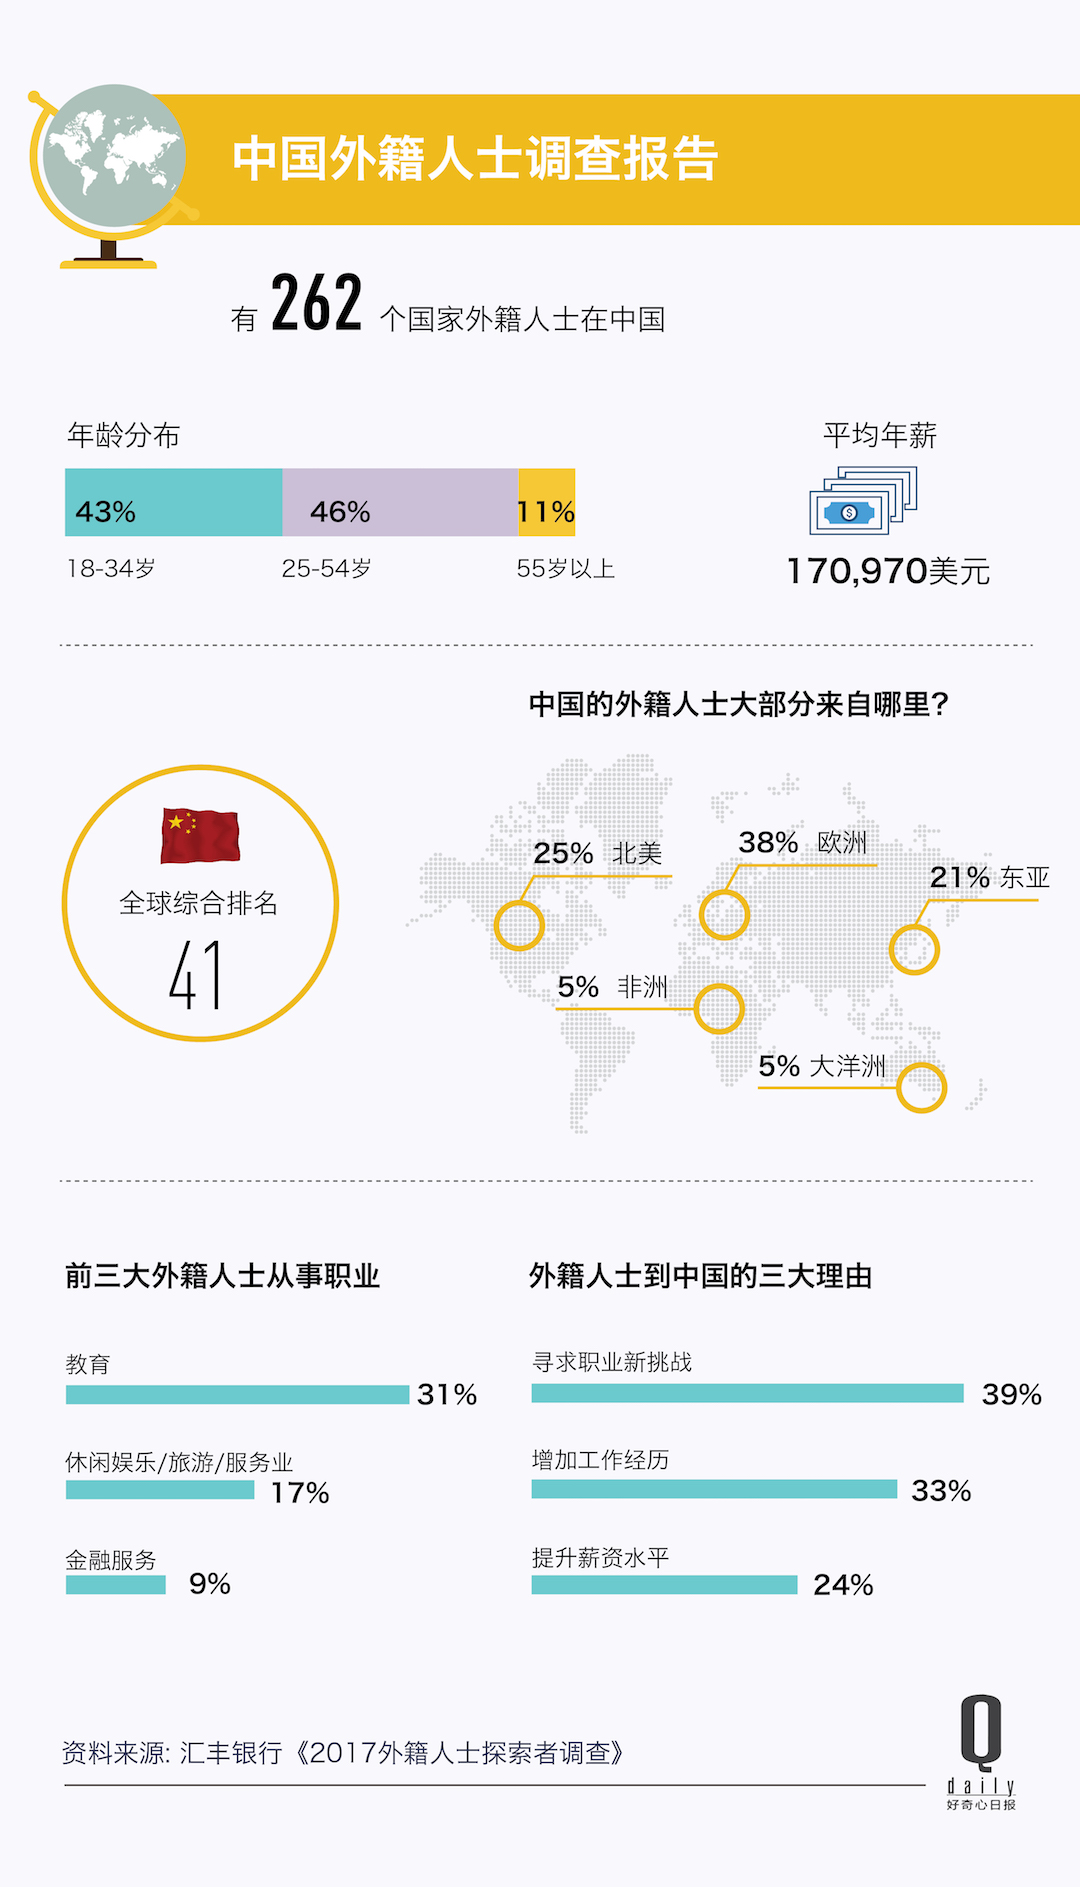 中国外籍人士调查报告
有 262 个国家外籍人士在中国
年龄分布
43% 46% 11%
18-34岁 25-54岁 55岁以上
平均年薪
$
170,970美元
中国的外籍人士大部分来自哪里?
全球综合排名
41
25% 北美
38% 欧洲
21% 东亚
5% 非洲
5% 大洋洲
前三大外籍人士从事职业
教育
31%
休闲娱乐/旅游/服务业
17%
金融服务
9%
外籍人士到中国的三大理由
寻求职业新挑战
39%
增加工作经历
33%
提升薪资水平
24%
资料来源: 汇丰银行《2017外籍人士探索者调查》
Q
daily
好奇心日报